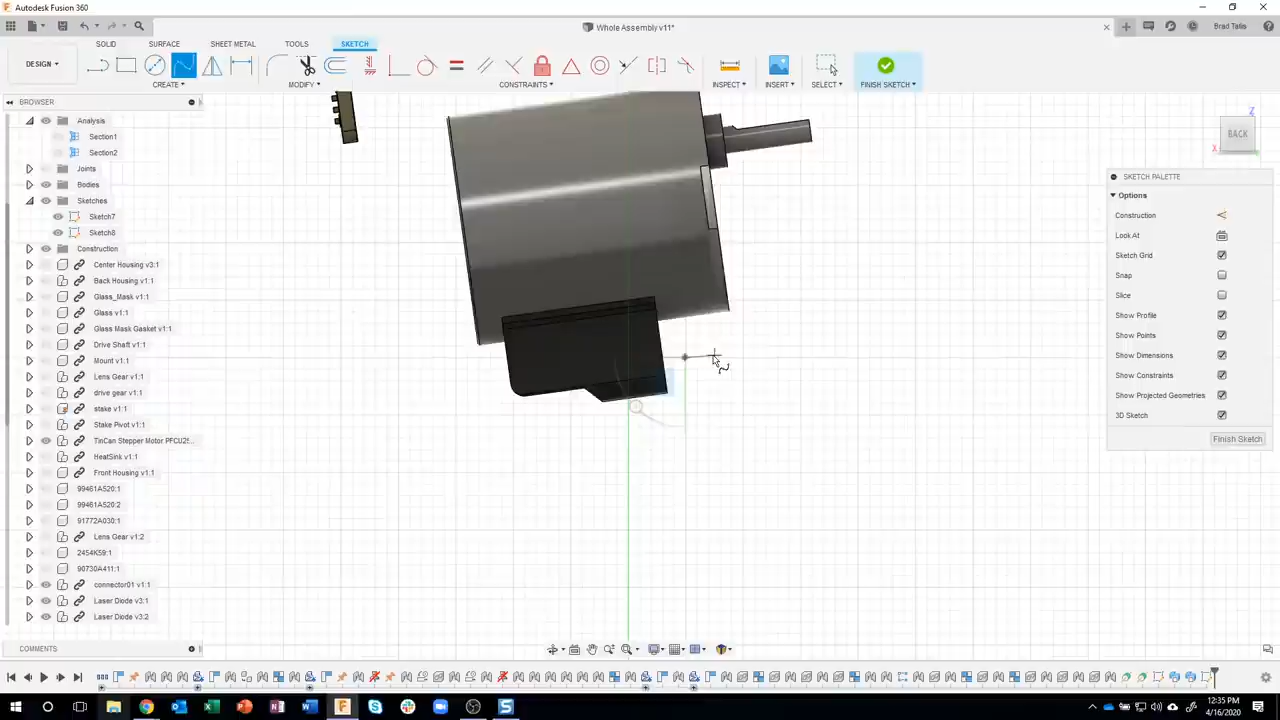 Autodesk Fusion 360
Whole Assembly v11*
Brad Tallis
SOLID SURFACE SHEET METAL TOOLS SKETCH
DESIGN
CREATE MODIFY CONSTRAINTS INSPECT INSERT SELECT FINISH SKETCH
BROWSER
Analysis
Section1
Section2
Joints
Bodies
Sketches
Sketch7
Sketch8
Construction
Center Housing v3:1
Back Housing v1:1
Glass_Mask v1:1
Glass v1:1
Glass Mask Gasket v1:1
Drive Shaft v1:1
Mount v1:1
Lens Gear v1:1
drive gear v1:1
stake v1:1
Stake Pivot v1:1
TinCan Stepper Motor PFCU25...
HeatSink v1:1
Front Housing v1:1
99461A520:1
99461A520:2
91772A030:1
Lens Gear v1:2
2454K59:1
90730A411:1
connector01 v1:1
Laser Diode v3:1
Laser Diode v3:2
Z
BACK
X
SKETCH PALETTE
Options
Construction
Look At
Sketch Grid
Snap
Slice
Show Profile
Show Points
Show Dimensions
Show Constraints
Show Projected Geometries
3D Sketch
Finish Sketch
COMMENTS
12:35 PM
4/16/2020